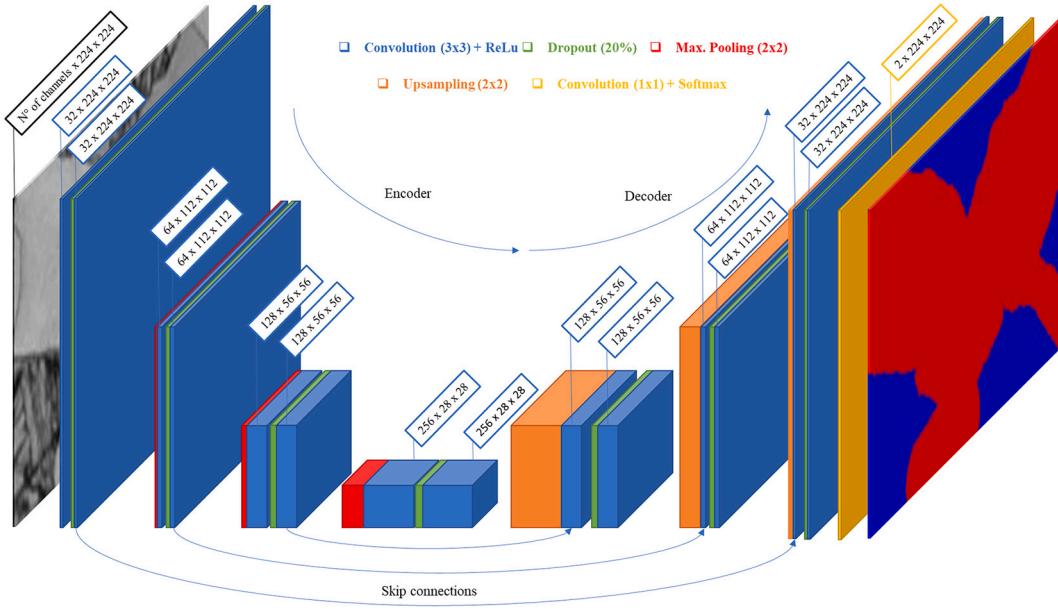 ❑ Convolution (3x3) + ReLu ❑ Dropout (20%) ❑ Max. Pooling (2x2)
❑ Upsampling (2x2) ❑ Convolution (1x1) + Softmax
N° of channels x 224 x 224
32 x 224 x 224
32 x 224 x 224
64 x 112 x 112
64 x 112 x 112
128 x 56 x 56
128 x 56 x 56
256 x 28 x 28
256 x 28 x 28
128 x 56 x 56
128 x 56 x 56
64 x 112 x 112
64 x 112 x 112
32 x 224 x 224
32 x 224 x 224
2 x 224 x 224
Encoder
Decoder
Skip connections